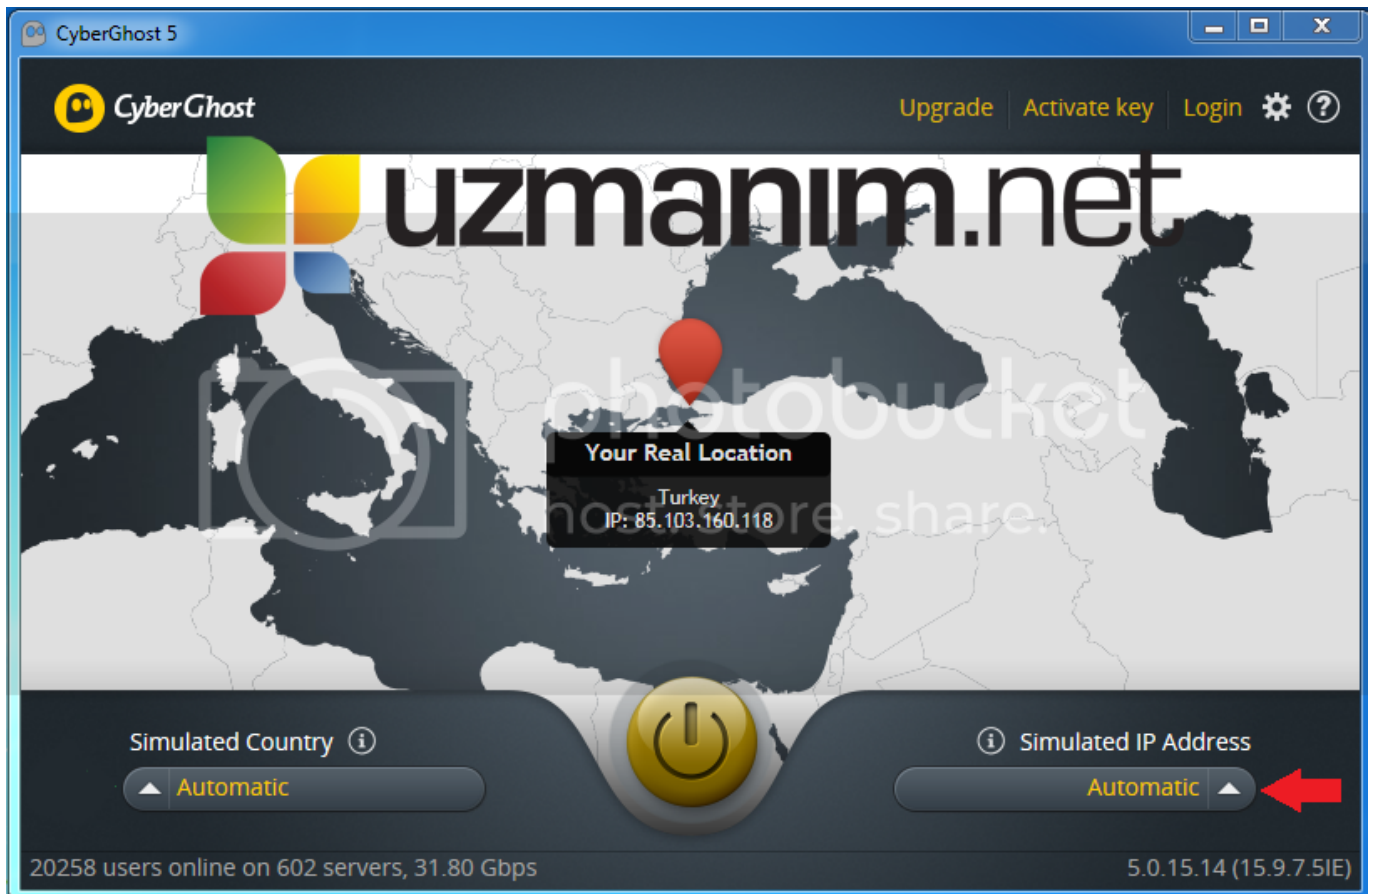 CyberGhost 5
CyberGhost
Upgrade
Activate key
Login
uzmanım.net
photobucket
host. store. share.
Your Real Location
Turkey
IP: 85.103.160.118
Simulated Country
Simulated IP Address
Automatic
Automatic
20258 users online on 602 servers, 31.80 Gbps
5.0.15.14 (15.9.7.5IE)